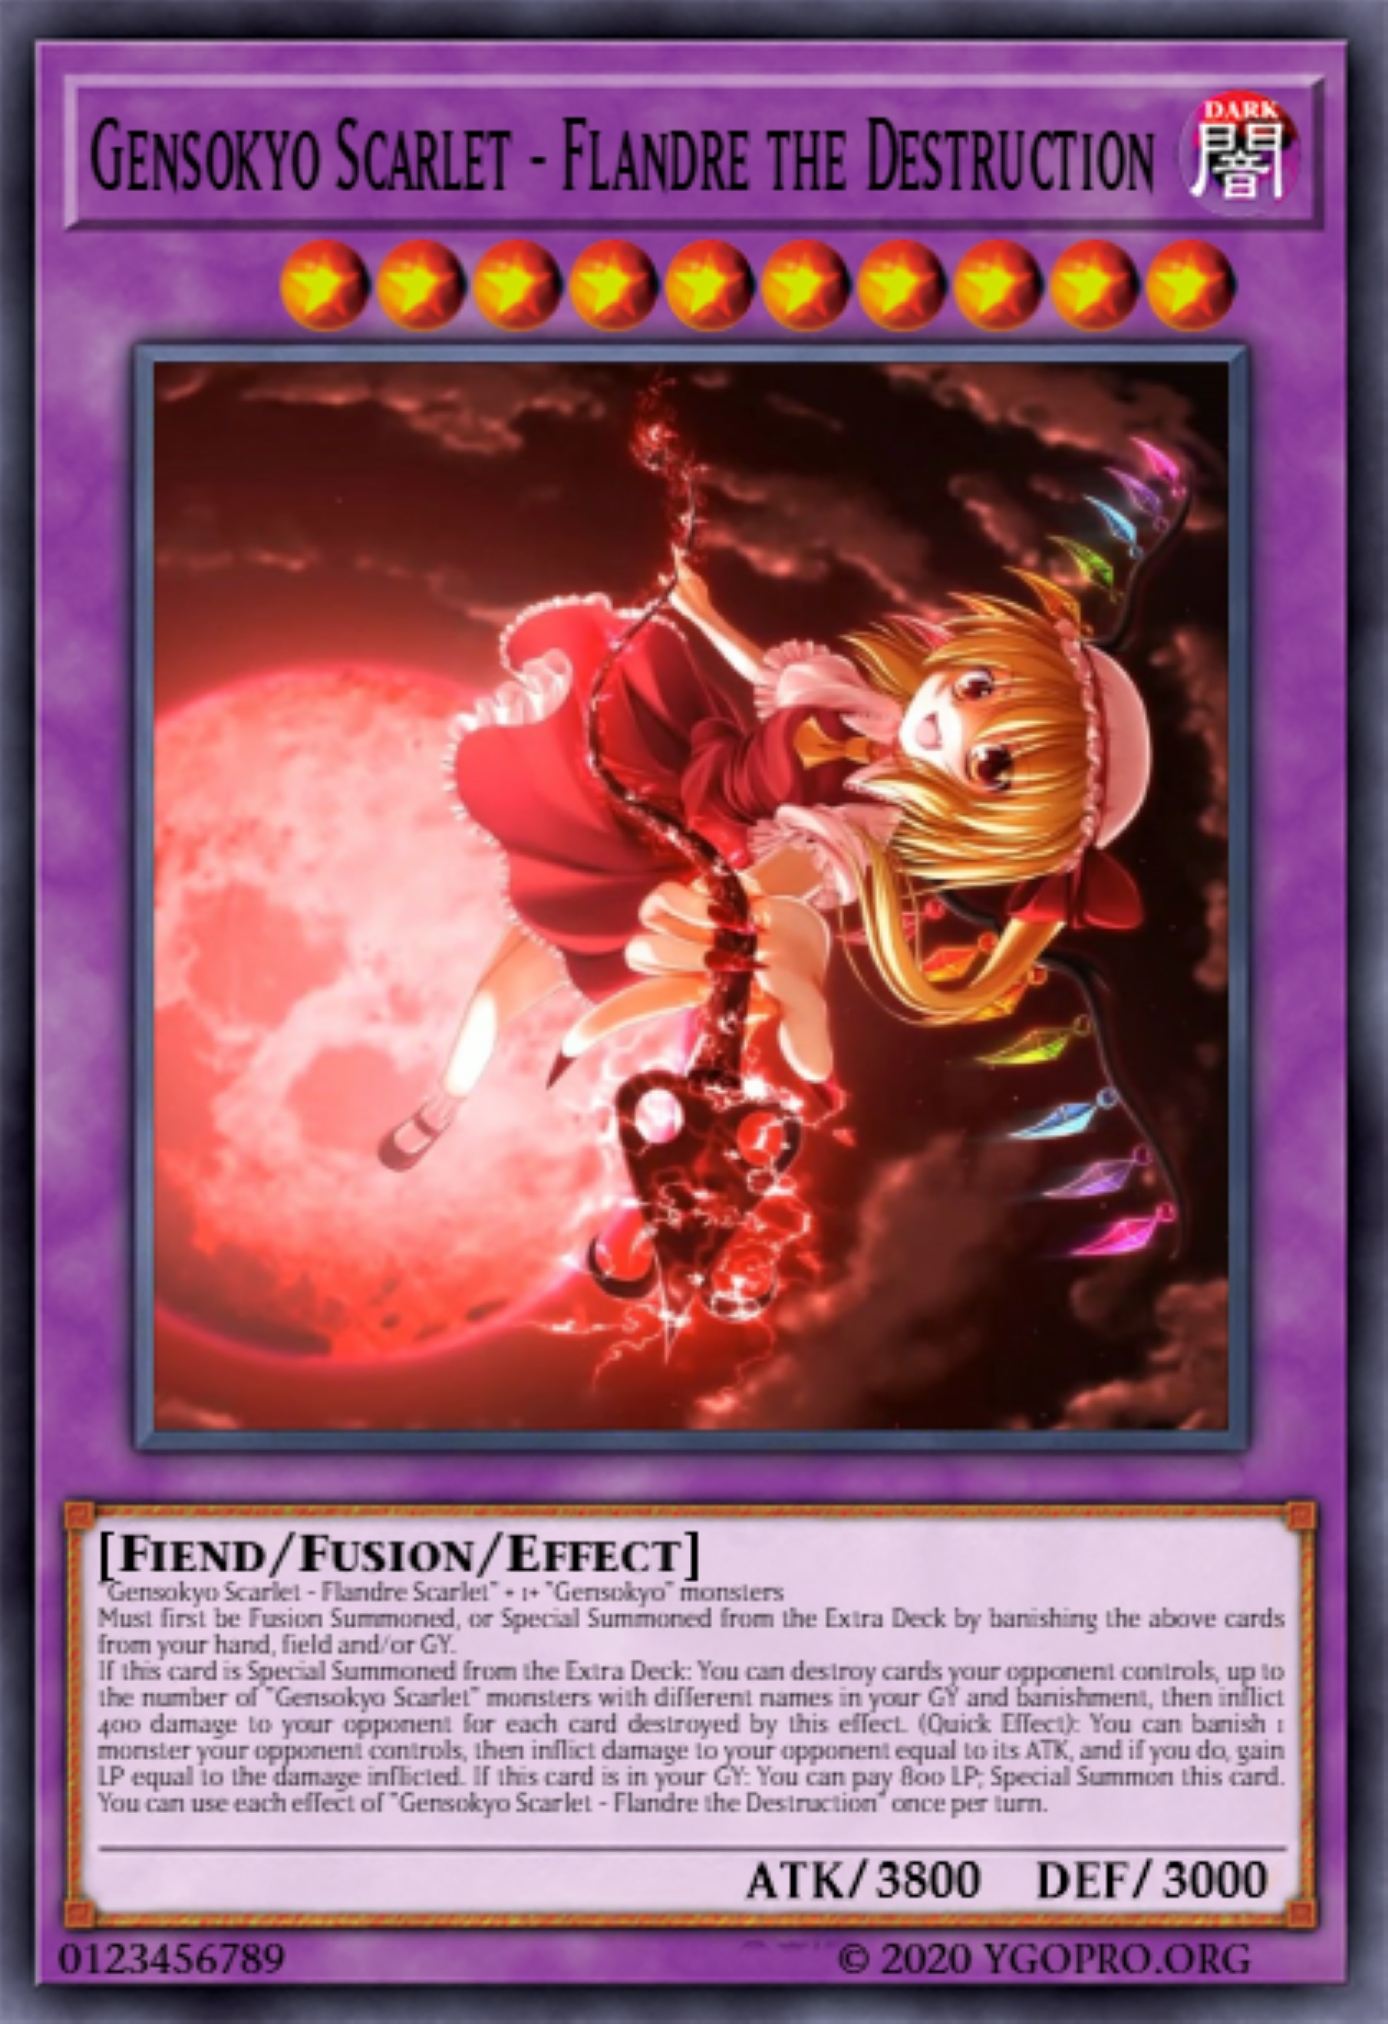 Gensokyo Scarlet - Flandre the Destruction
DARK
闇
[Fiend/Fusion/Effect]
"Gensokyo Scarlet - Flandre Scarlet" + 1+ "Gensokyo" monsters
Must first be Fusion Summoned, or Special Summoned from the Extra Deck by banishing the above cards
from your hand, field and/or GY.
If this card is Special Summoned from the Extra Deck: You can destroy cards your opponent controls, up to
the number of "Gensokyo Scarlet" monsters with different names in your GY and banishment, then inflict
400 damage to your opponent for each card destroyed by this effect. (Quick Effect): You can banish 1
monster your opponent controls, then inflict damage to your opponent equal to its ATK, and if you do, gain
LP equal to the damage inflicted. If this card is in your GY: You can pay 800 LP; Special Summon this card.
You can use each effect of "Gensokyo Scarlet - Flandre the Destruction" once per turn.
ATK/3800 DEF/3000
0123456789 © 2020 YGOPRO.ORG